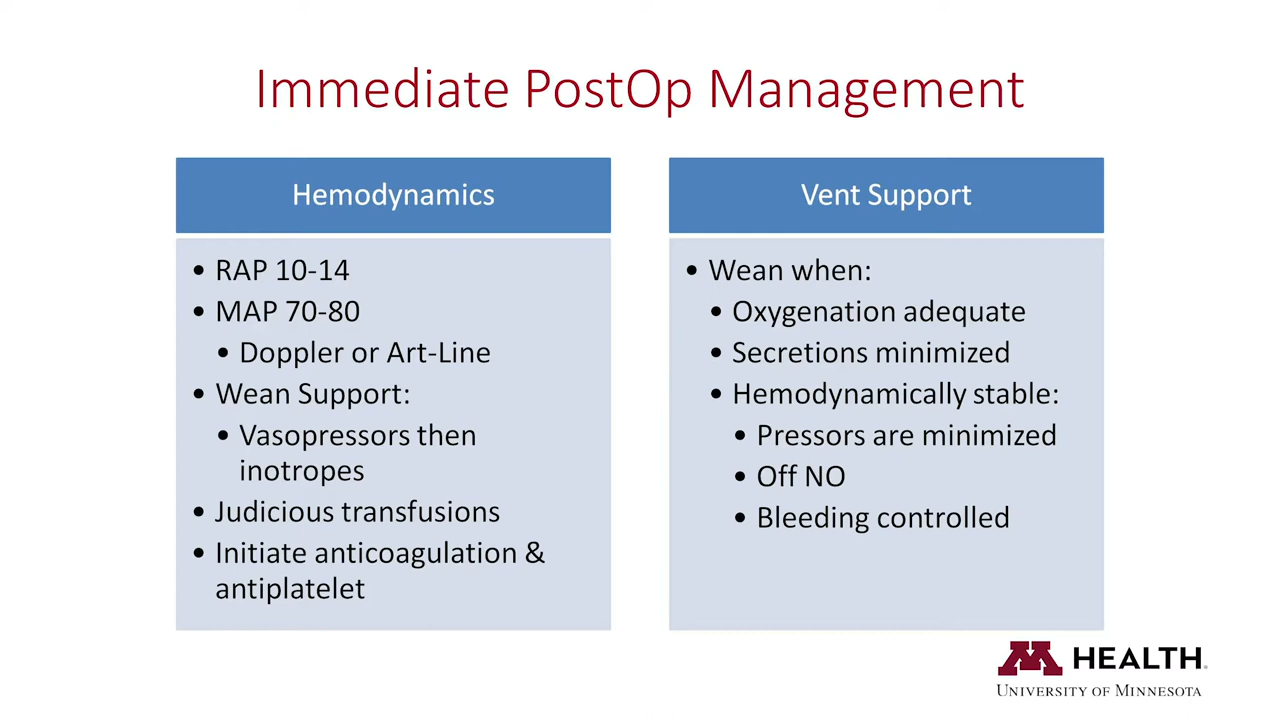 Immediate PostOp Management
Hemodynamics
• RAP 10-14
• MAP 70-80
• Doppler or Art-Line
• Wean Support:
• Vasopressors then
inotropes
• Judicious transfusions
• Initiate anticoagulation &
antiplatelet
Vent Support
• Wean when:
• Oxygenation adequate
• Secretions minimized
• Hemodynamically stable:
• Pressors are minimized
• Off NO
• Bleeding controlled
M HEALTH
UNIVERSITY OF MINNESOTA